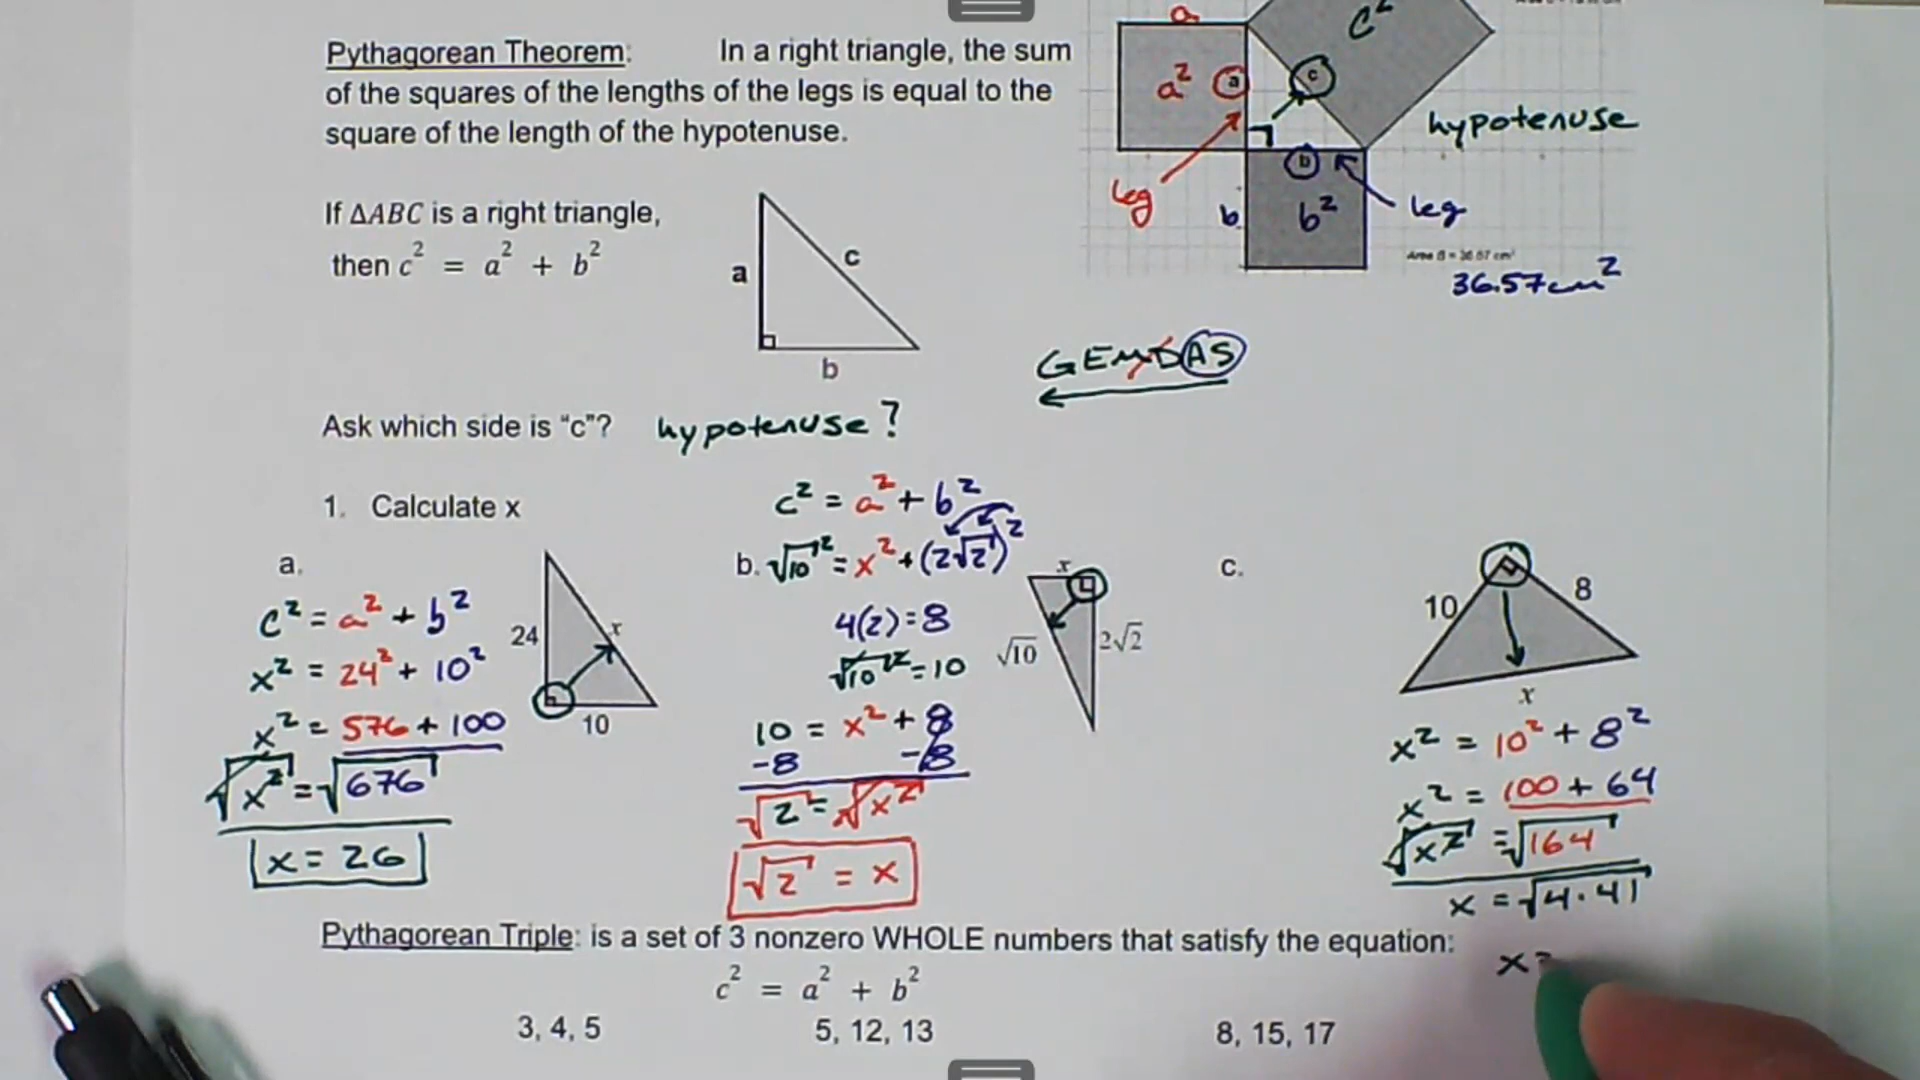 Pythagorean Theorem: In a right triangle, the sum
of the squares of the lengths of the legs is equal to the
square of the length of the hypotenuse.
a
c²
a² a
c
hypotenuse
leg
b
b b²
leg
Area B = 36.57 cm²
36.57cm²
If ΔABC is a right triangle,
then c² = a² + b²
a
c
b
GEMDAS
Ask which side is “c”? hypotenuse?
1. Calculate x
a.
c² = a² + b²
x² = 24² + 10²
x² = 576 + 100
√x² = √676
x = 26
24
x
10
c² = a² + b²
b. √10² = x² + (2√2)²
4(2) = 8
√10² = 10
10 = x² + 8
-8 -8
√2 = √x²
√2 = x
x
√10
2√2
c.
10
8
x
x² = 10² + 8²
x² = 100 + 64
√x² = √164
x = √4·41
x =
Pythagorean Triple: is a set of 3 nonzero WHOLE numbers that satisfy the equation:
c² = a² + b²
3, 4, 5 5, 12, 13 8, 15, 17